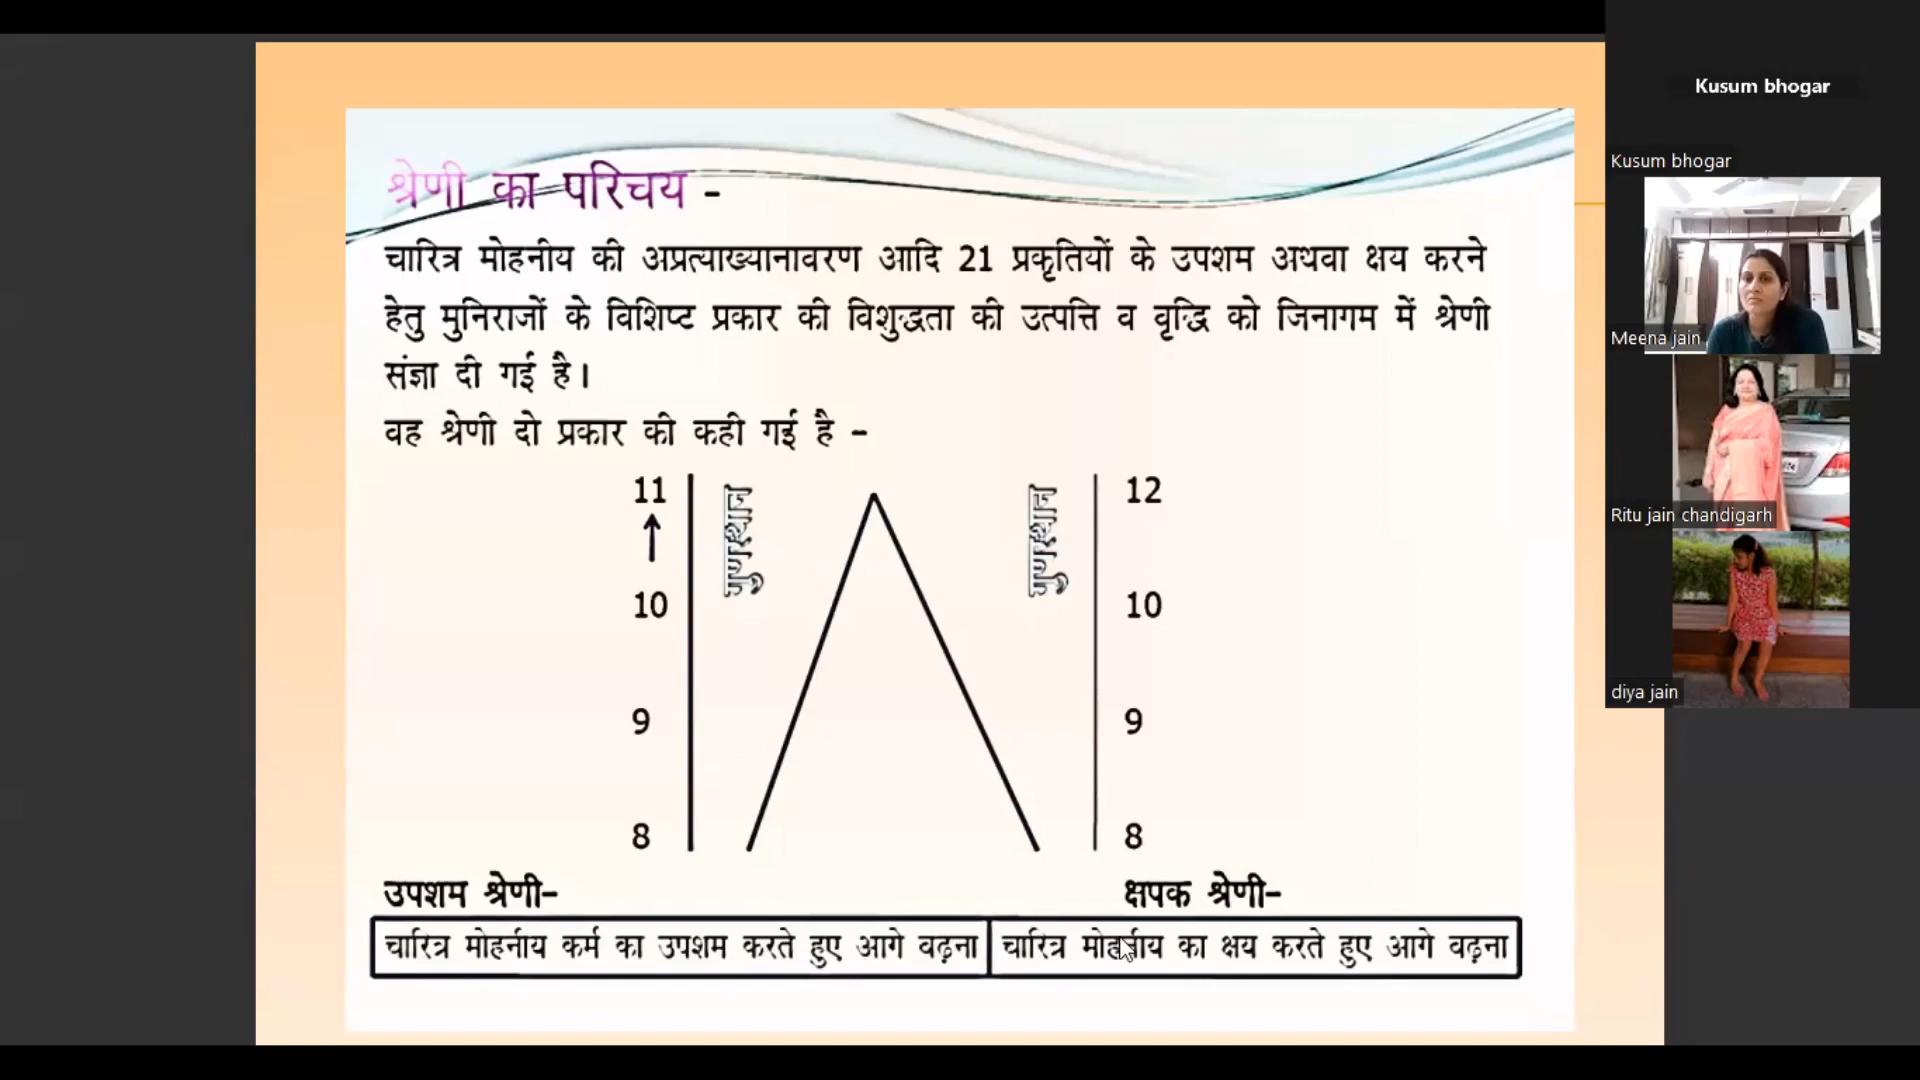 श्रेणी का परिचय -
चारित्र मोहनीय की अप्रत्याख्यानावरण आदि 21 प्रकृतियों के उपशम अथवा क्षय करने
हेतु मुनिराजों के विशिष्ट प्रकार की विशुद्धता की उत्पत्ति व वृद्धि को जिनागम में श्रेणी
संज्ञा दी गई है।
वह श्रेणी दो प्रकार की कही गई है -
11 गुणस्थान गुणस्थान 12
↑
10 10
9 9
8 8
उपशम श्रेणी- क्षपक श्रेणी-
चारित्र मोहनीय कर्म का उपशम करते हुए आगे बढ़ना चारित्र मोहनीय का क्षय करते हुए आगे बढ़ना
Kusum bhogar
Kusum bhogar
Meena jain
Ritu jain chandigarh
diya jain